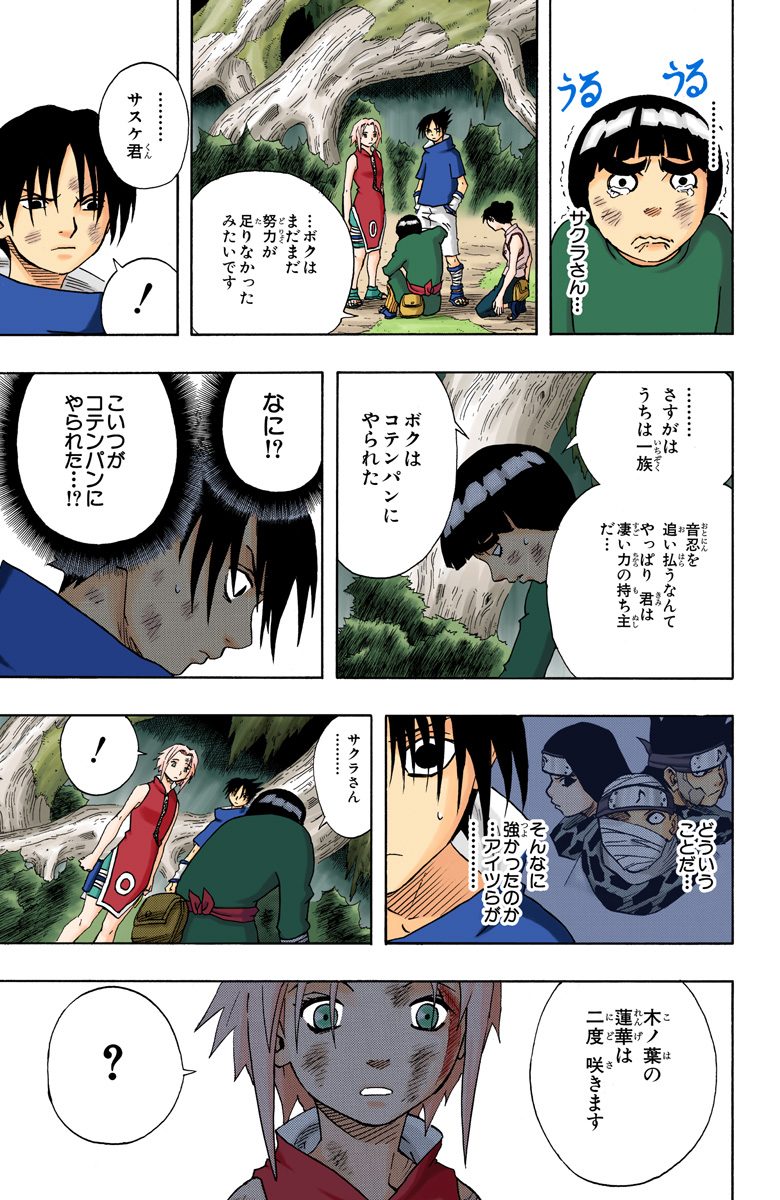 うる
うる
………
サクラさん…
…ボクは
まだまだ
努力が
足りなかった
みたいです
………
サスケ君
！
………
さすがは
うちは一族
音忍を
追い払うなんて
やっぱり 君は
凄い力の持ち主
だ…
ボクは
コテンパンに
やられた
なに!?
こいつが
コテンパンに
やられた…!?
どういう
ことだ…
そんなに
強かったのか
…アイツらが
…………
サクラさん
………
！
木ノ葉の
蓮華は
二度 咲きます
？